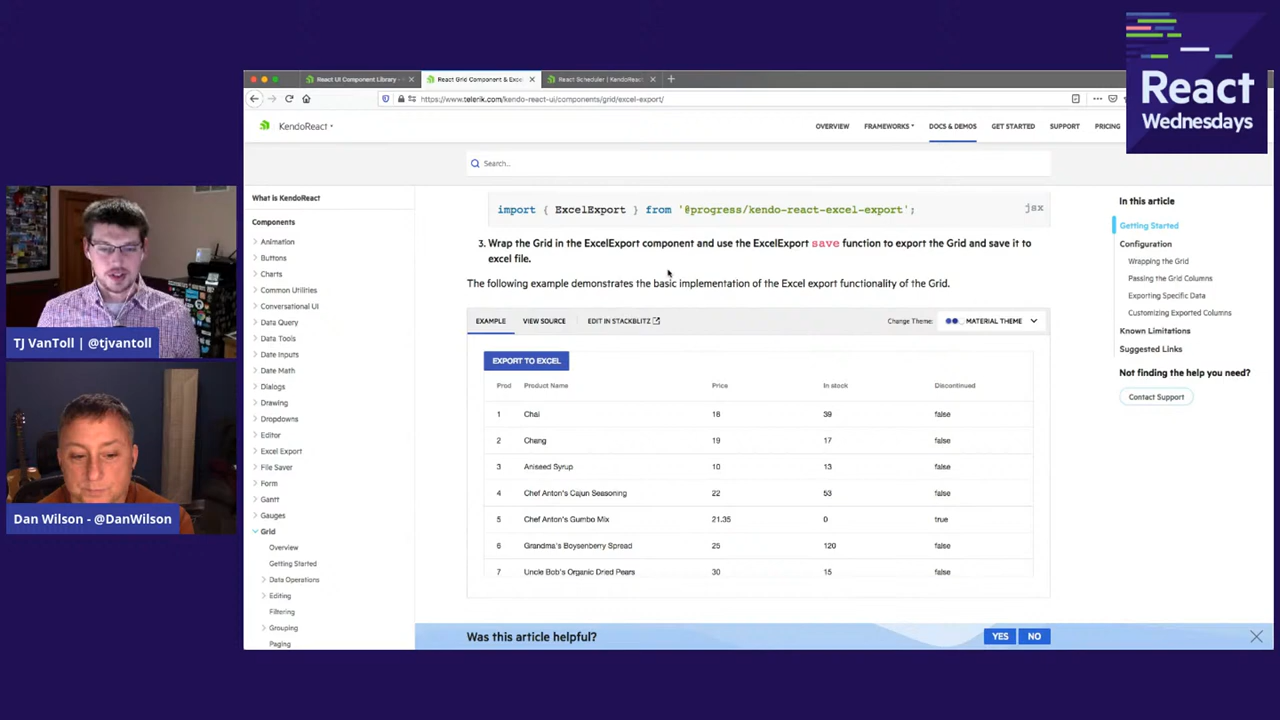 React
Wednesdays
React UI Component Library -
React Grid Component & Exce
React Scheduler | KendoReact
https://www.telerik.com/kendo-react-ui/components/grid/excel-export/
KendoReact
OVERVIEW
FRAMEWORKS
DOCS & DEMOS
GET STARTED
SUPPORT
PRICING
Search...
What is KendoReact
Components
Animation
Buttons
Charts
Common Utilities
Conversational UI
Data Query
Data Tools
Date Inputs
Date Math
Dialogs
Drawing
Dropdowns
Editor
Excel Export
File Saver
Form
Gantt
Gauges
Grid
Overview
Getting Started
Data Operations
Editing
Filtering
Grouping
Paging
import { ExcelExport } from '@progress/kendo-react-excel-export';
jsx
3. Wrap the Grid in the ExcelExport component and use the ExcelExport save function to export the Grid and save it to
excel file.
The following example demonstrates the basic implementation of the Excel export functionality of the Grid.
EXAMPLE
VIEW SOURCE
EDIT IN STACKBLITZ
Change Theme:
MATERIAL THEME
EXPORT TO EXCEL
Prod Product Name Price In stock Discontinued
1 Chai 18 39 false
2 Chang 19 17 false
3 Aniseed Syrup 10 13 false
4 Chef Anton's Cajun Seasoning 22 53 false
5 Chef Anton's Gumbo Mix 21.35 0 true
6 Grandma's Boysenberry Spread 25 120 false
7 Uncle Bob's Organic Dried Pears 30 15 false
Was this article helpful?
YES
NO
In this article
Getting Started
Configuration
Wrapping the Grid
Passing the Grid Columns
Exporting Specific Data
Customizing Exported Columns
Known Limitations
Suggested Links
Not finding the help you need?
Contact Support
TJ VanToll | @tjvantoll
Dan Wilson - @DanWilson